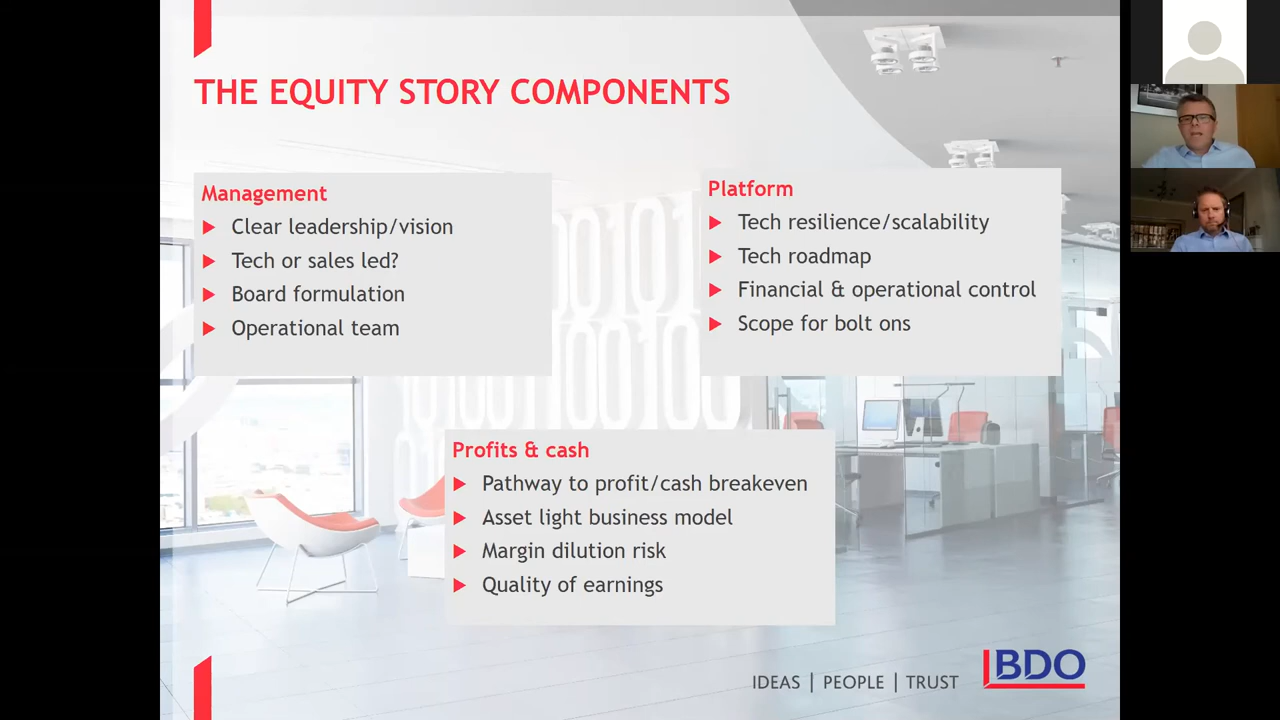 THE EQUITY STORY COMPONENTS
Management
Clear leadership/vision
Tech or sales led?
Board formulation
Operational team
Platform
Tech resilience/scalability
Tech roadmap
Financial & operational control
Scope for bolt ons
Profits & cash
Pathway to profit/cash breakeven
Asset light business model
Margin dilution risk
Quality of earnings
IDEAS | PEOPLE | TRUST
BDO